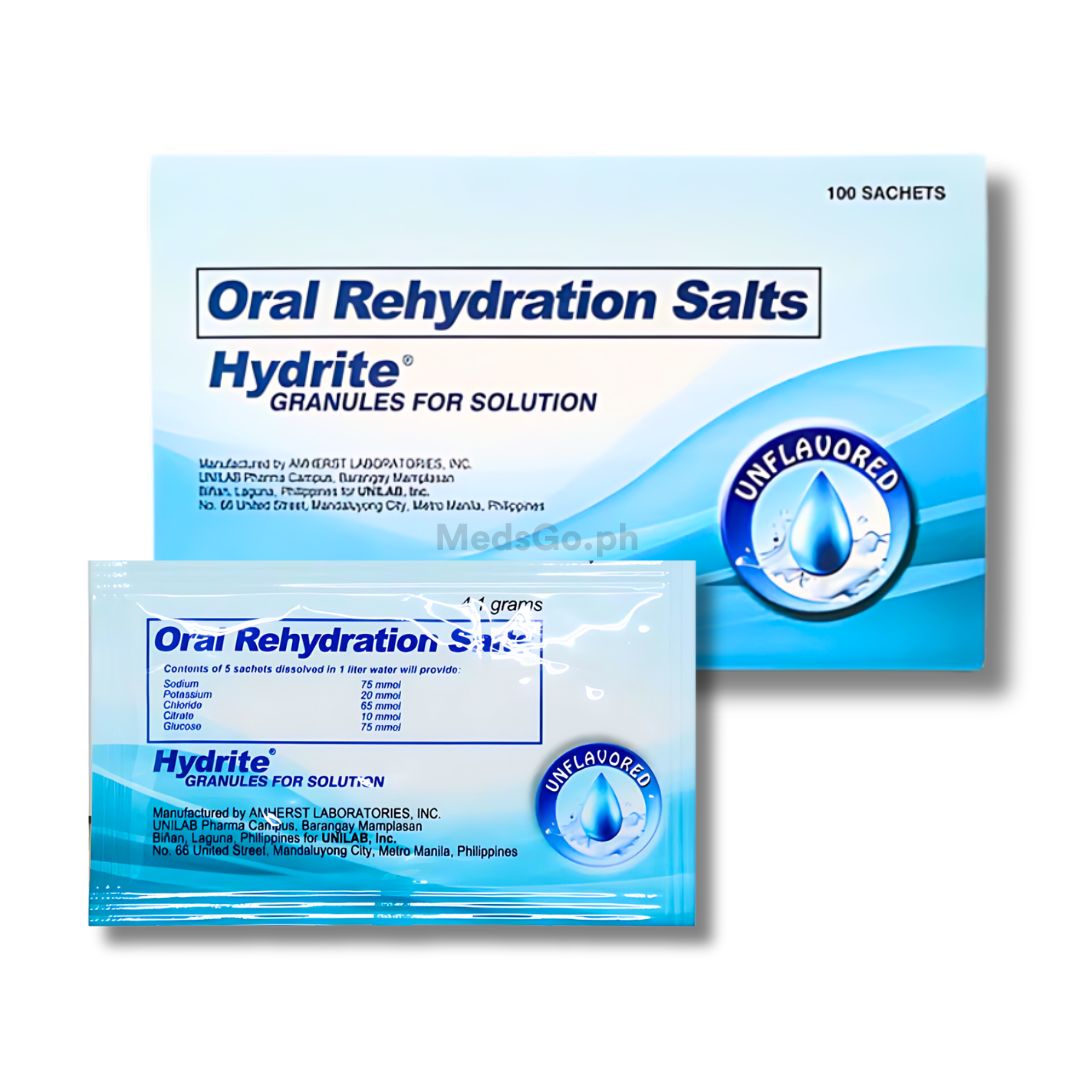 100 SACHETS
Oral Rehydration Salts
Hydrite®
GRANULES FOR SOLUTION
UNFLAVORED
Manufactured by AMHERST LABORATORIES, INC.
UNILAB Pharma Campus, Barangay Mamplasan
Biñan, Laguna, Philippines for UNILAB, Inc.
No. 66 United Street, Mandaluyong City, Metro Manila, Philippines
MedsGo.ph
4.1 grams
Oral Rehydration Salts
Contents of 5 sachets dissolved in 1 liter water will provide:
Sodium 75 mmol
Potassium 20 mmol
Chloride 65 mmol
Citrate 10 mmol
Glucose 75 mmol
Hydrite®
GRANULES FOR SOLUTION
UNFLAVORED
Manufactured by AMHERST LABORATORIES, INC.
UNILAB Pharma Campus, Barangay Mamplasan
Biñan, Laguna, Philippines for UNILAB, Inc.
No. 66 United Street, Mandaluyong City, Metro Manila, Philippines